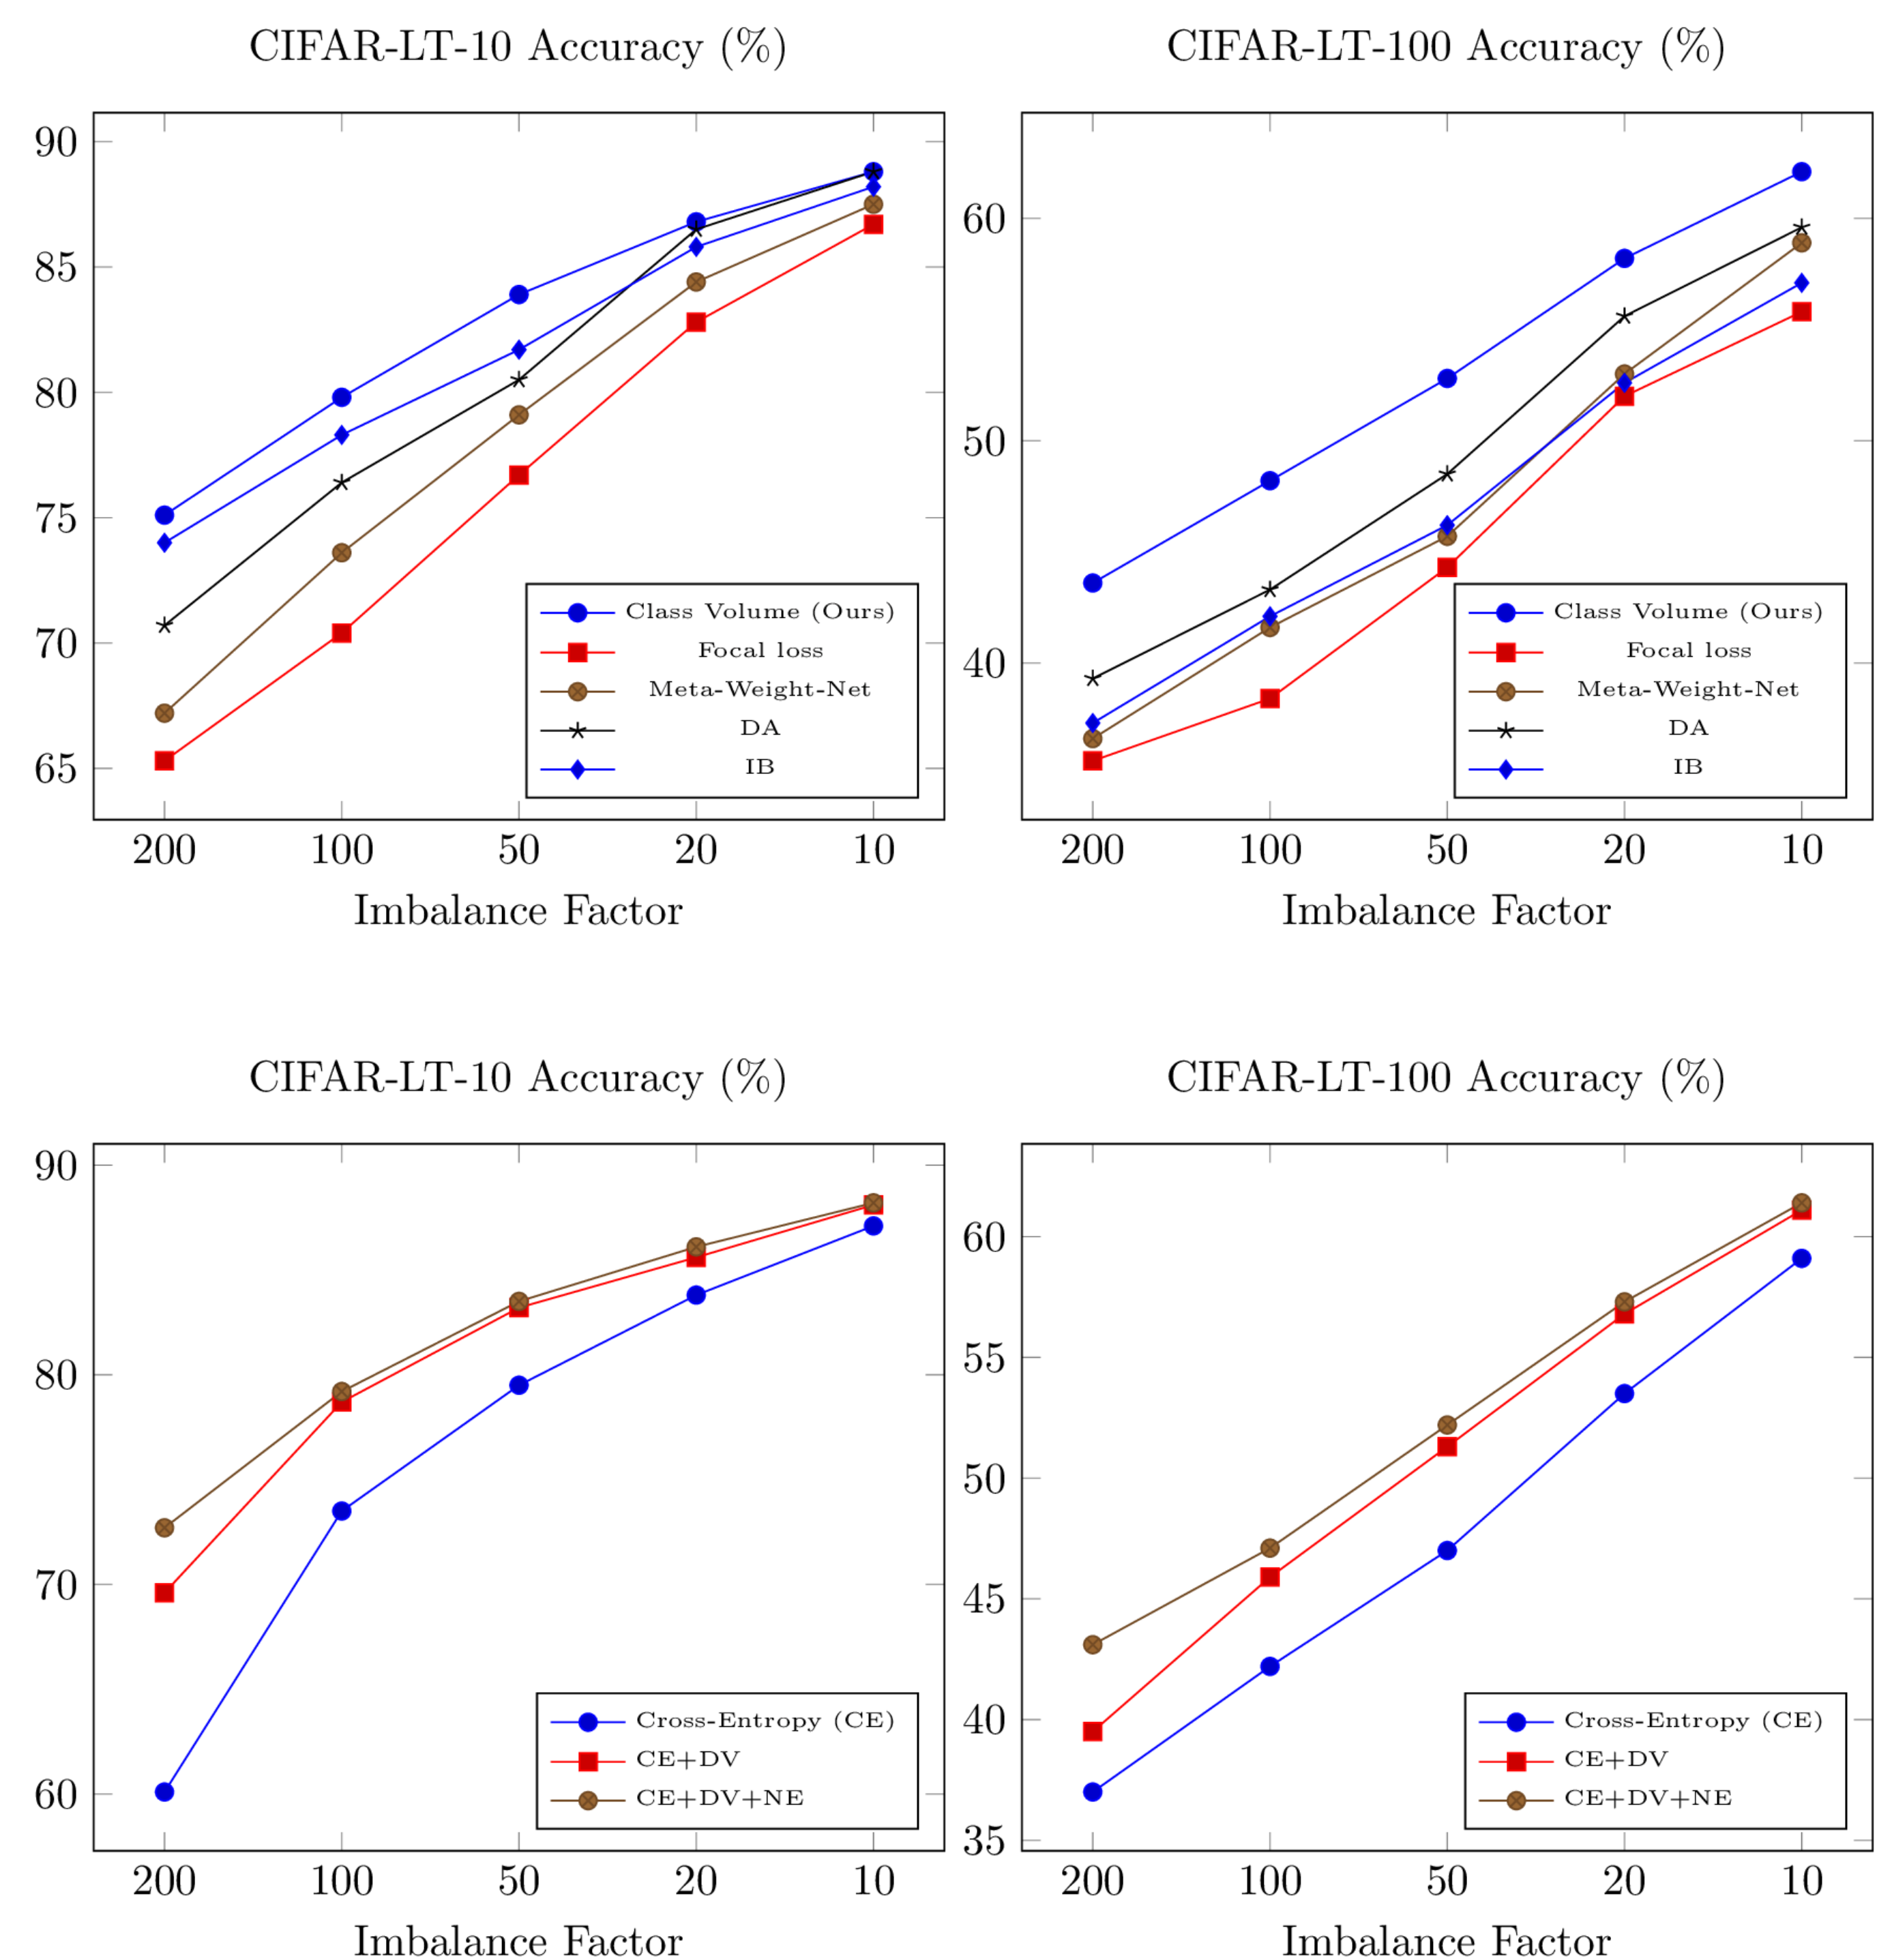 CIFAR-LT-10 Accuracy (%)
90
85
80
75
70
65
Class Volume (Ours)
Focal loss
Meta-Weight-Net
DA
IB
200 100 50 20 10
Imbalance Factor
CIFAR-LT-100 Accuracy (%)
60
50
40
Class Volume (Ours)
Focal loss
Meta-Weight-Net
DA
IB
200 100 50 20 10
Imbalance Factor
CIFAR-LT-10 Accuracy (%)
90
80
70
60
Cross-Entropy (CE)
CE+DV
CE+DV+NE
200 100 50 20 10
Imbalance Factor
CIFAR-LT-100 Accuracy (%)
60
55
50
45
40
35
Cross-Entropy (CE)
CE+DV
CE+DV+NE
200 100 50 20 10
Imbalance Factor